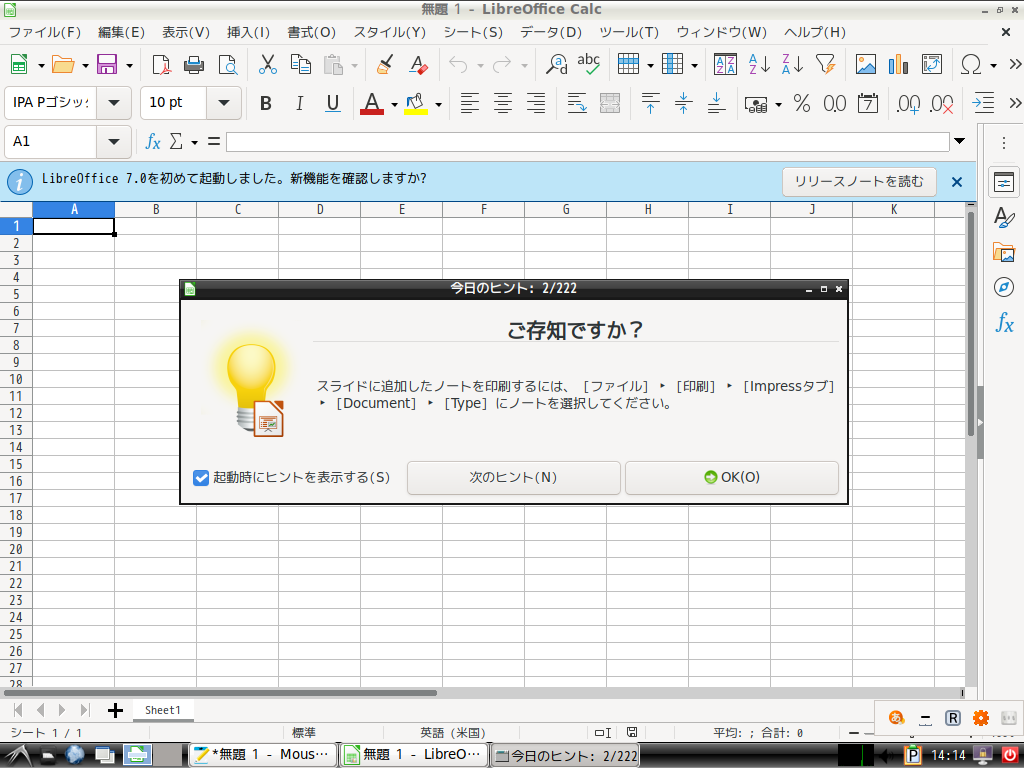 無題 1 - LibreOffice Calc
ファイル(F) 編集(E) 表示(V) 挿入(I) 書式(O) スタイル(Y) シート(S) データ(D) ツール(T) ウィンドウ(W) ヘルプ(H)
IPA Pゴシッ 10 pt B I U A
A1 fx Σ =
LibreOffice 7.0を初めて起動しました。新機能を確認しますか? リリースノートを読む
A B C D E F G H I J K
1
2
3
4
5
6
7
8
9
10
11
12
13
14
15
16
17
18
19
20
21
22
23
24
25
26
27
28
今日のヒント: 2/222
ご存知ですか？
スライドに追加したノートを印刷するには、［ファイル］ ▸ ［印刷］ ▸ ［Impressタブ］
▸ ［Document］ ▸ ［Type］にノートを選択してください。
起動時にヒントを表示する(S) 次のヒント(N) OK(O)
Sheet1
シート 1 / 1 標準 英語 (米国) 平均: ; 合計: 0
あ R
*無題 1 - Mous… 無題 1 - LibreO… 今日のヒント: 2/222 P 14:14